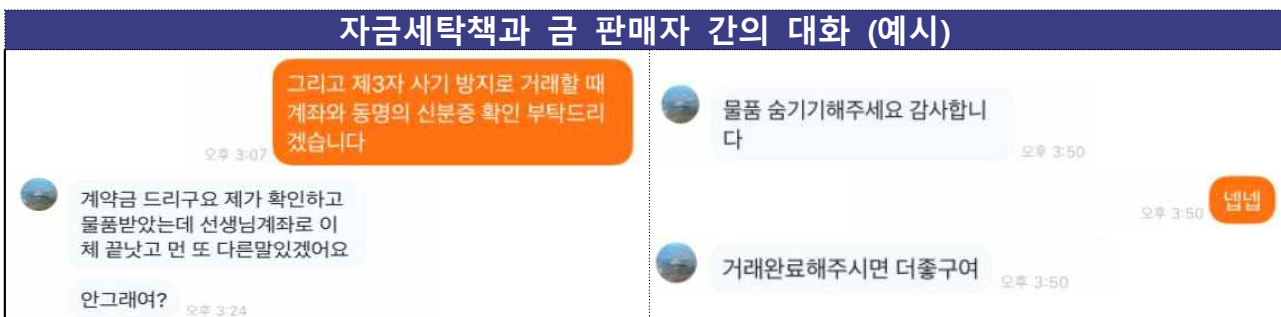 자금세탁책과 금 판매자 간의 대화 (예시)
그리고 제3자 사기 방지로 거래할 때
계좌와 동명의 신분증 확인 부탁드리
겠습니다
오후 3:07
계약금 드리구요 제가 확인하고
물품받았는데 선생님계좌로 이
체 끝낫고 먼 또 다른말있겠어요
안그래여?
오후 3:24
물품 숨기기해주세요 감사합니
다
오후 3:50
넵넵
오후 3:50
거래완료해주시면 더좋구여
오후 3:50